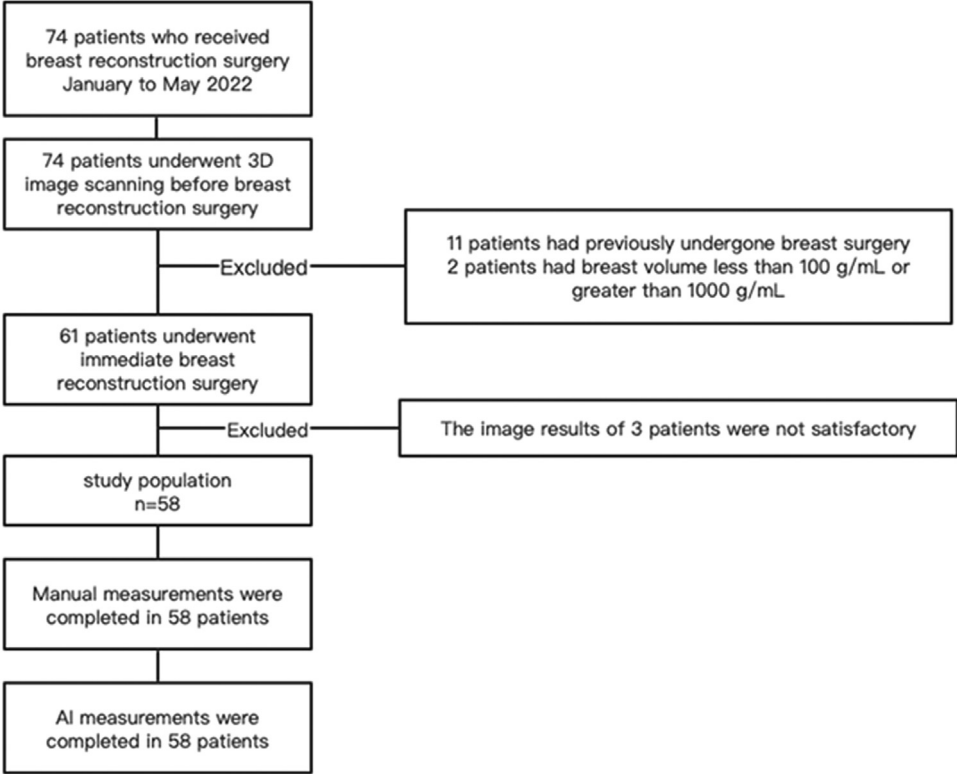 74 patients who received
breast reconstruction surgery
January to May 2022
74 patients underwent 3D
image scanning before breast
reconstruction surgery
Excluded
11 patients had previously undergone breast surgery
2 patients had breast volume less than 100 g/mL or
greater than 1000 g/mL
61 patients underwent
immediate breast
reconstruction surgery
Excluded
The image results of 3 patients were not satisfactory
study population
n=58
Manual measurements were
completed in 58 patients
AI measurements were
completed in 58 patients